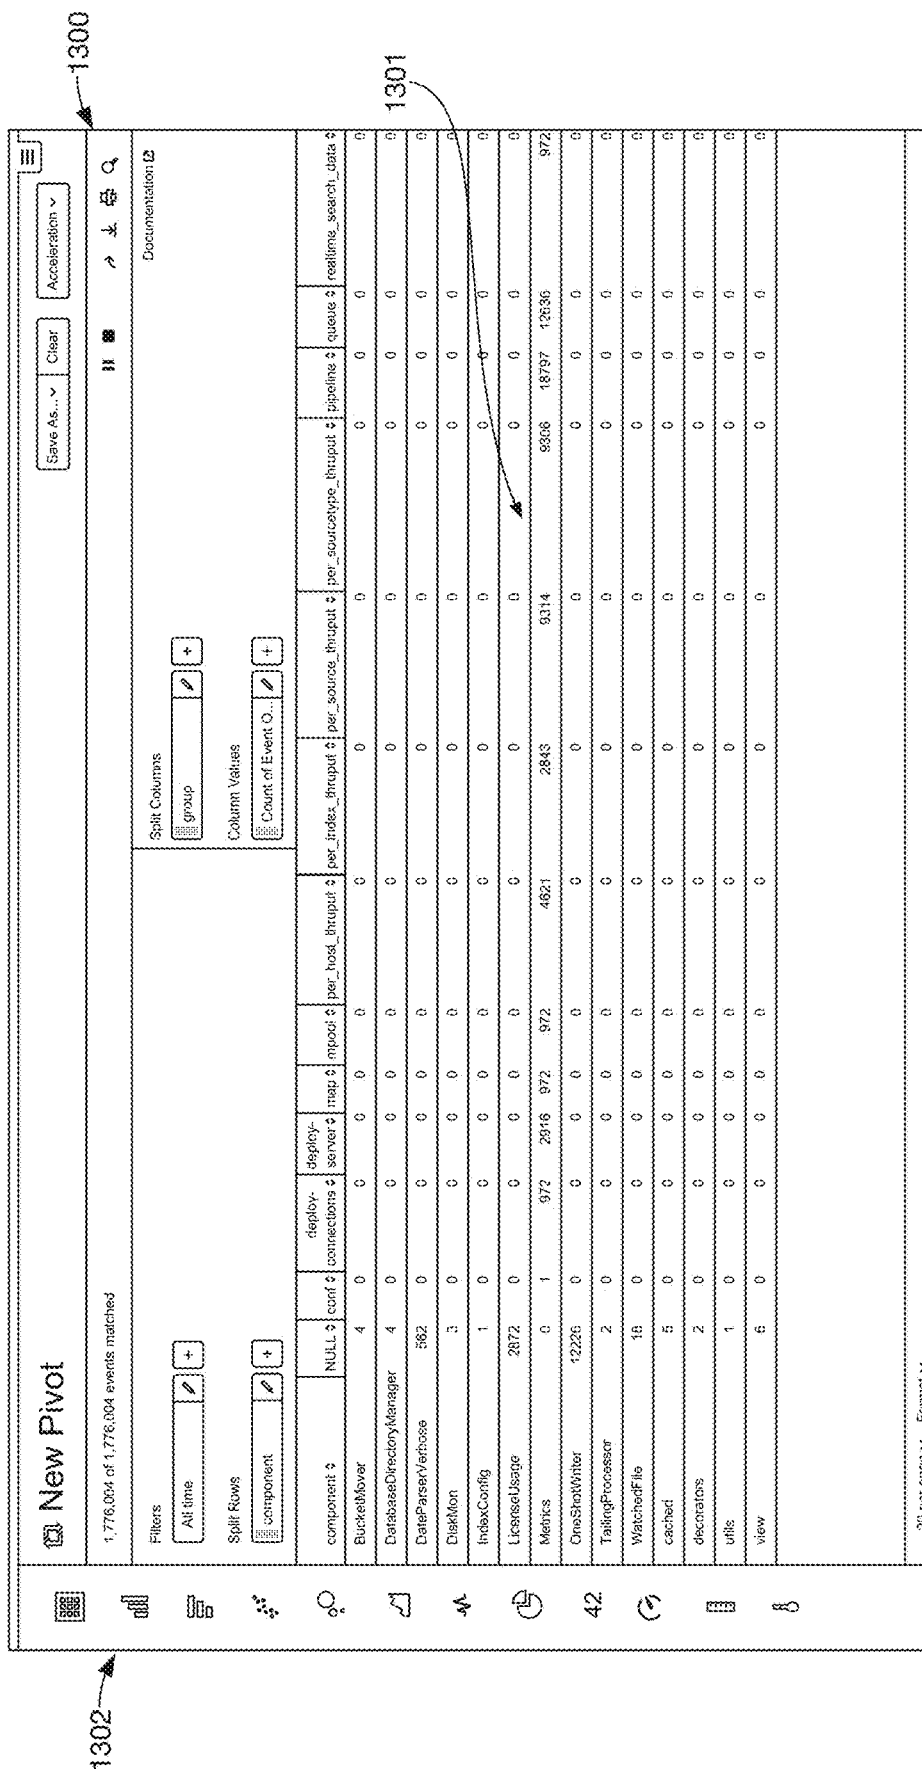 1300
1301
1302
New Pivot
Save As... Clear Acceleration
1,776,004 of 1,776,004 events matched
Filters
All time
Split Columns
group
Documentation
Split Rows
component
Column Values
Count of Event O...
component NULL conf deploy-connections deploy-server map mpool per_host_thruput per_index_thruput per_source_thruput per_sourcetype_thruput pipeline queue realtime_search_data
BucketMover 4 0 0 0 0 0 0 0 0 0 0 0 0
DatabaseDirectoryManager 4 0 0 0 0 0 0 0 0 0 0 0 0
DateParserVerbose 562 0 0 0 0 0 0 0 0 0 0 0 0
DiskMon 3 0 0 0 0 0 0 0 0 0 0 0 0
IndexConfig 1 0 0 0 0 0 0 0 0 0 0 0 0
LicenseUsage 2872 0 0 0 0 0 0 0 0 0 0 0 0
Metrics 0 1 972 2916 972 972 4621 2843 9314 9306 18797 12636 972
OneShotWriter 12226 0 0 0 0 0 0 0 0 0 0 0 0
TailingProcessor 2 0 0 0 0 0 0 0 0 0 0 0 0
WatchedFile 18 0 0 0 0 0 0 0 0 0 0 0 0
cached 5 0 0 0 0 0 0 0 0 0 0 0 0
decorators 2 0 0 0 0 0 0 0 0 0 0 0 0
utils 1 0 0 0 0 0 0 0 0 0 0 0 0
view 6 0 0 0 0 0 0 0 0 0 0 0 0
42